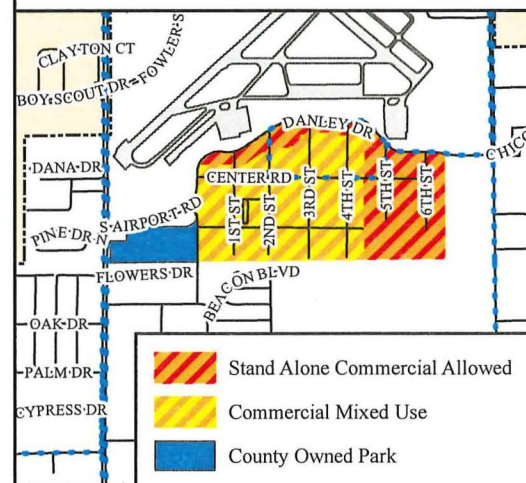 CLAYTON CT
BOY SCOUT DR
FOWLER S
DANLEY DR
CHICO
DANA DR
CENTER RD
1ST ST
2ND ST
3RD ST
4TH ST
5TH ST
6TH ST
S AIRPORT RD
PINE DR N
FLOWERS DR
BEACON BLVD
OAK DR
PALM DR
CYPRESS DR
Stand Alone Commercial Allowed
Commercial Mixed Use
County Owned Park